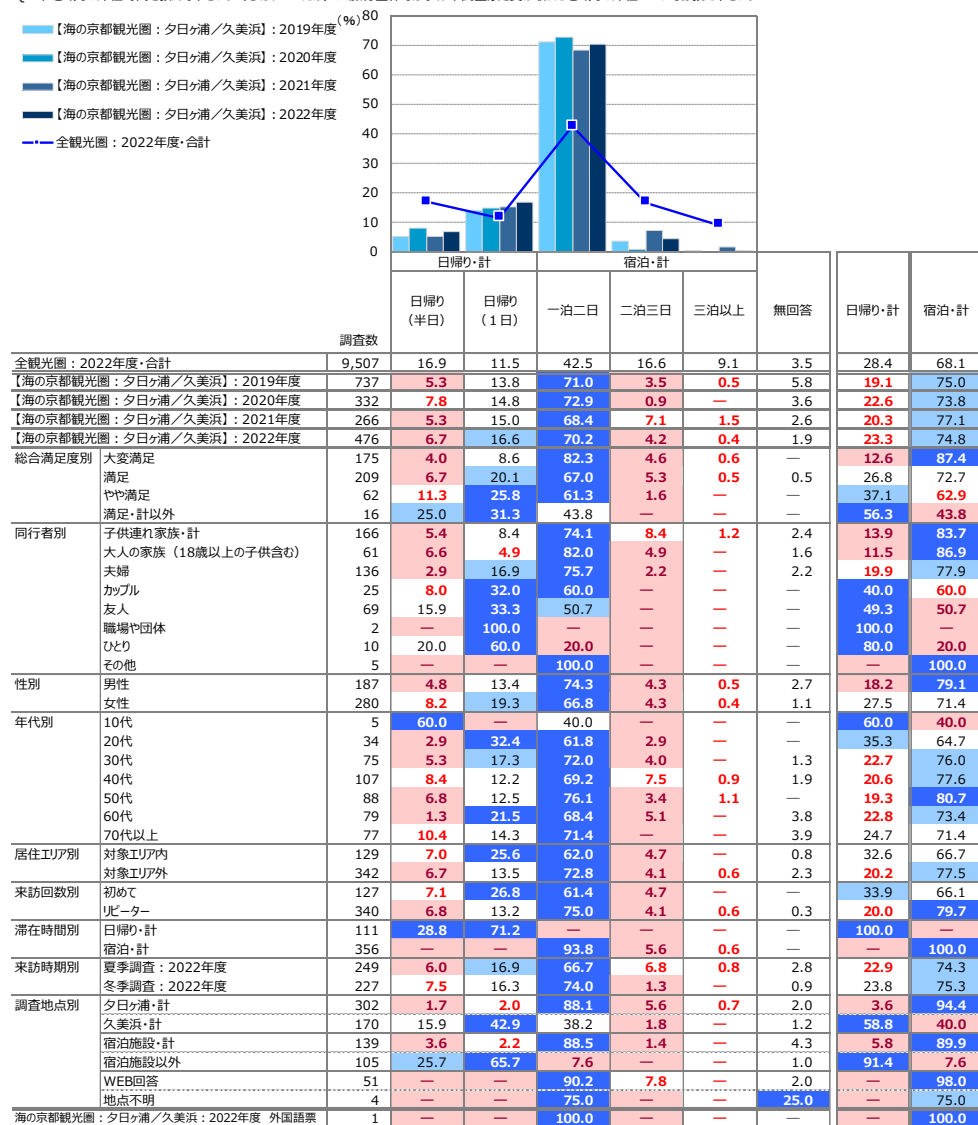 (%)
【海の京都観光圏：夕日ヶ浦／久美浜】：2019年度
【海の京都観光圏：夕日ヶ浦／久美浜】：2020年度
【海の京都観光圏：夕日ヶ浦／久美浜】：2021年度
【海の京都観光圏：夕日ヶ浦／久美浜】：2022年度
全観光圏：2022年度･合計
80
70
60
50
40
30
20
10
0
日帰り･計 宿泊･計
調査数 日帰り（半日） 日帰り（１日） 一泊二日 二泊三日 三泊以上 無回答 日帰り･計 宿泊･計
全観光圏：2022年度･合計 9,507 16.9 11.5 42.5 16.6 9.1 3.5 28.4 68.1
【海の京都観光圏：夕日ヶ浦／久美浜】：2019年度 737 5.3 13.8 71.0 3.5 0.5 5.8 19.1 75.0
【海の京都観光圏：夕日ヶ浦／久美浜】：2020年度 332 7.8 14.8 72.9 0.9 — 3.6 22.6 73.8
【海の京都観光圏：夕日ヶ浦／久美浜】：2021年度 266 5.3 15.0 68.4 7.1 1.5 2.6 20.3 77.1
【海の京都観光圏：夕日ヶ浦／久美浜】：2022年度 476 6.7 16.6 70.2 4.2 0.4 1.9 23.3 74.8
総合満足度別 大変満足 175 4.0 8.6 82.3 4.6 0.6 — 12.6 87.4
満足 209 6.7 20.1 67.0 5.3 0.5 0.5 26.8 72.7
やや満足 62 11.3 25.8 61.3 1.6 — — 37.1 62.9
満足・計以外 16 25.0 31.3 43.8 — — — 56.3 43.8
同行者別 子供連れ家族・計 166 5.4 8.4 74.1 8.4 1.2 2.4 13.9 83.7
大人の家族（18歳以上の子供含む） 61 6.6 4.9 82.0 4.9 — 1.6 11.5 86.9
夫婦 136 2.9 16.9 75.7 2.2 — 2.2 19.9 77.9
カップル 25 8.0 32.0 60.0 — — — 40.0 60.0
友人 69 15.9 33.3 50.7 — — — 49.3 50.7
職場や団体 2 — 100.0 — — — — 100.0 —
ひとり 10 20.0 60.0 20.0 — — — 80.0 20.0
その他 5 — — 100.0 — — — — 100.0
性別 男性 187 4.8 13.4 74.3 4.3 0.5 2.7 18.2 79.1
女性 280 8.2 19.3 66.8 4.3 0.4 1.1 27.5 71.4
年代別 10代 5 60.0 — 40.0 — — — 60.0 40.0
20代 34 2.9 32.4 61.8 2.9 — — 35.3 64.7
30代 75 5.3 17.3 72.0 4.0 — 1.3 22.7 76.0
40代 107 8.4 12.2 69.2 7.5 0.9 1.9 20.6 77.6
50代 88 6.8 12.5 76.1 3.4 1.1 — 19.3 80.7
60代 79 1.3 21.5 68.4 5.1 — 3.8 22.8 73.4
70代以上 77 10.4 14.3 71.4 — — 3.9 24.7 71.4
居住エリア別 対象エリア内 129 7.0 25.6 62.0 4.7 — 0.8 32.6 66.7
対象エリア外 342 6.7 13.5 72.8 4.1 0.6 2.3 20.2 77.5
来訪回数別 初めて 127 7.1 26.8 61.4 4.7 — — 33.9 66.1
リピーター 340 6.8 13.2 75.0 4.1 0.6 0.3 20.0 79.7
滞在時間別 日帰り・計 111 28.8 71.2 — — — — 100.0 —
宿泊・計 356 — — 93.8 5.6 0.6 — — 100.0
来訪時期別 夏季調査：2022年度 249 6.0 16.9 66.7 6.8 0.8 2.8 22.9 74.3
冬季調査：2022年度 227 7.5 16.3 74.0 1.3 — 0.9 23.8 75.3
調査地点別 夕日ヶ浦・計 302 1.7 2.0 88.1 5.6 0.7 2.0 3.6 94.4
久美浜・計 170 15.9 42.9 38.2 1.8 — 1.2 58.8 40.0
宿泊施設・計 139 3.6 2.2 88.5 1.4 — 4.3 5.8 89.9
宿泊施設以外 105 25.7 65.7 7.6 — — 1.0 91.4 7.6
WEB回答 51 — — 90.2 7.8 — 2.0 — 98.0
地点不明 4 — — 75.0 — — 25.0 — 75.0
海の京都観光圏：夕日ヶ浦／久美浜：2022年度 外国語票 1 — — 100.0 — — — — 100.0